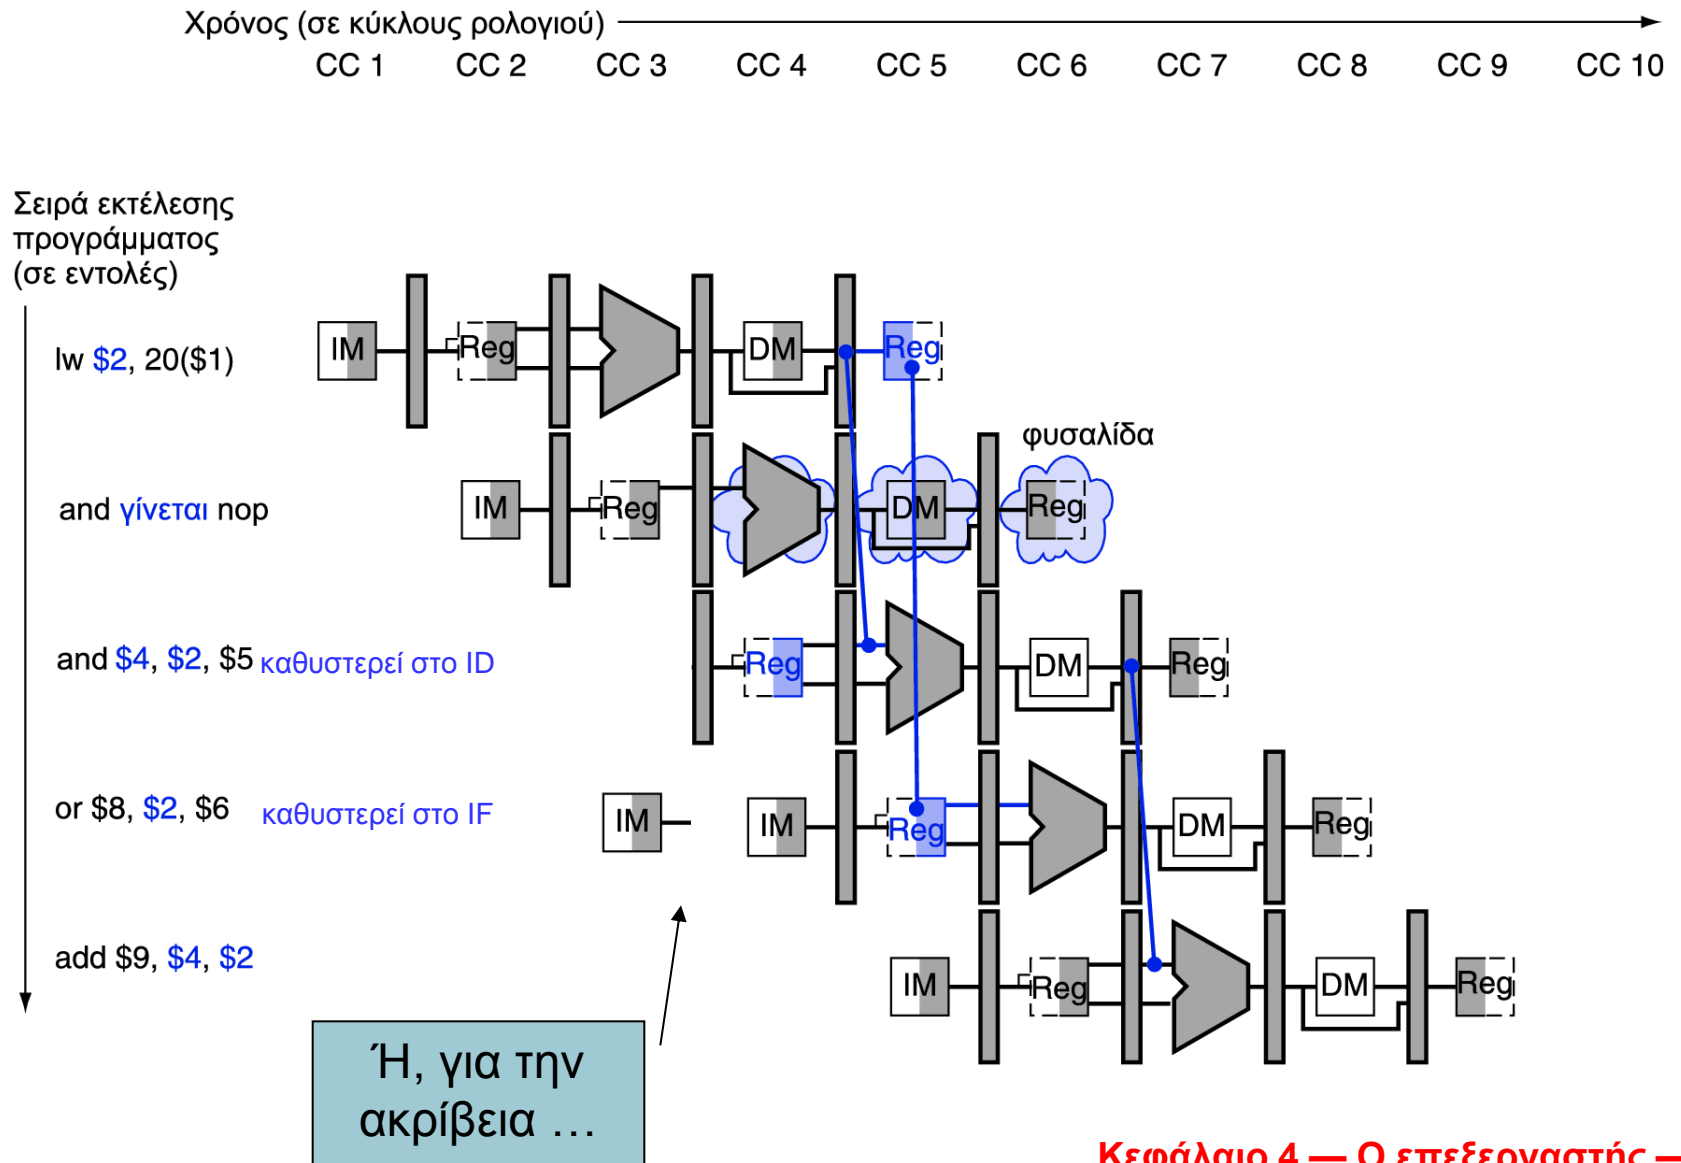 Χρόνος (σε κύκλους ρολογιού)
CC 1 CC 2 CC 3 CC 4 CC 5 CC 6 CC 7 CC 8 CC 9 CC 10
Σειρά εκτέλεσης
προγράμματος
(σε εντολές)
lw $2, 20($1)
IM Reg DM Reg
φυσαλίδα
and γίνεται nop
IM Reg DM Reg
and $4, $2, $5 καθυστερεί στο ID
Reg DM Reg
or $8, $2, $6 καθυστερεί στο IF
IM IM Reg DM Reg
add $9, $4, $2
IM Reg DM Reg
Ή, για την
ακρίβεια …
Κεφάλαιο 4 — Ο επεξεργαστής —